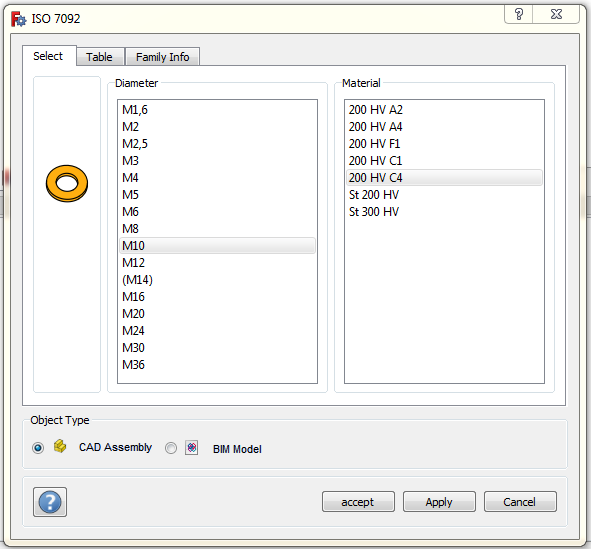 ISO 7092
Select Table Family Info
Diameter
M1,6
M2
M2,5
M3
M4
M5
M6
M8
M10
M12
(M14)
M16
M20
M24
M30
M36
Material
200 HV A2
200 HV A4
200 HV F1
200 HV C1
200 HV C4
St 200 HV
St 300 HV
Object Type
CAD Assembly BIM Model
accept Apply Cancel